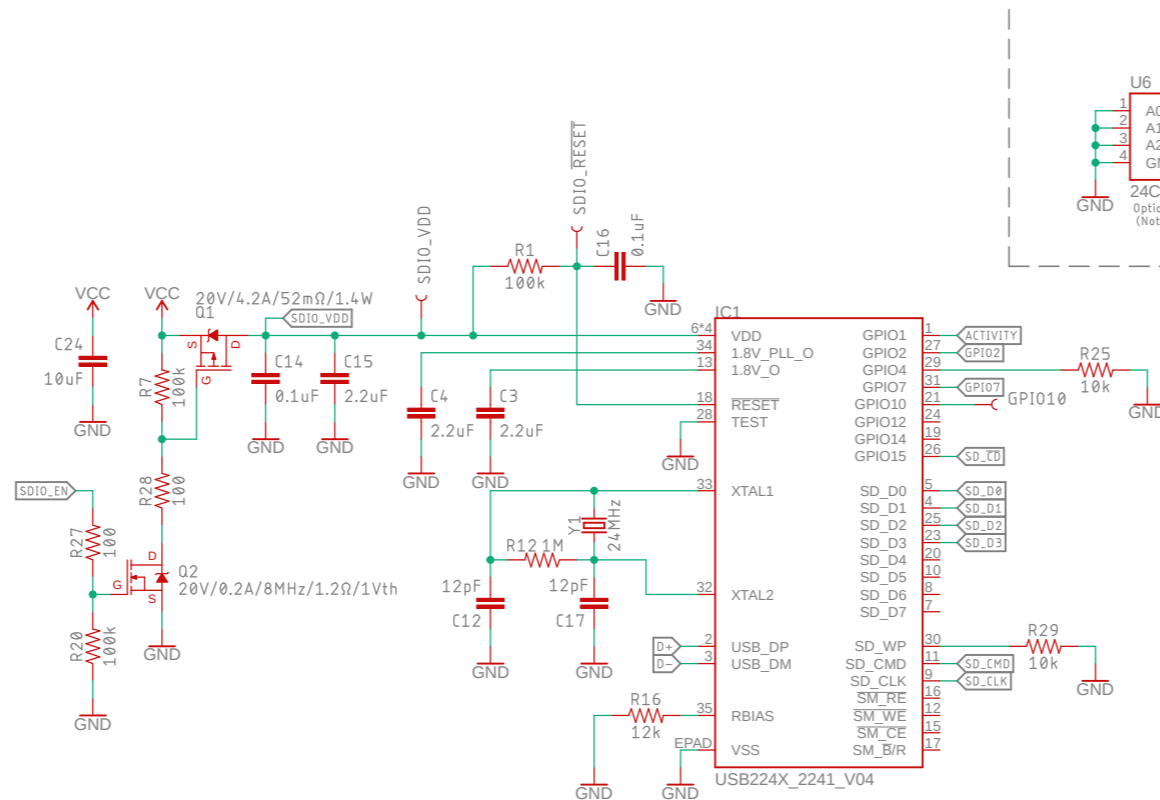 U6
1 A0
2 A1
3 A2
4
GND
24C
Optio
(Not
SDIO_RESET
SDIO_VDD
C16
0.1uF
R1
100k
GND
VCC
VCC
20V/4.2A/52mΩ/1.4W
Q1
SDIO_VDD
S
D
G
C24
10uF
GND
R7
100k
C14
0.1uF
GND
C15
2.2uF
GND
C4
2.2uF
GND
C3
2.2uF
GND
R28
100
SDIO_EN
R27
100
D
G
S
Q2
20V/0.2A/8MHz/1.2Ω/1Vth
GND
R20
100k
GND
IC1
6*4 VDD
34 1.8V_PLL_O
13 1.8V_O
18 RESET
28 TEST
GND
33 XTAL1
Y1
24MHz
R12 1M
12pF
C12
GND
12pF
C17
GND
32 XTAL2
D+ 2 USB_DP
D- 3 USB_DM
R16
12k
GND
35 RBIAS
EPAD VSS
GND
GPIO1 1 ACTIVITY
GPIO2 27 GPIO2
GPIO4 29
R25
10k
GND
GPIO7 31 GPIO7
GPIO10 21 GPIO10
GPIO12 24
GPIO14 19
GPIO15 26 SD_CD
SD_D0 5 SD_D0
SD_D1 4 SD_D1
SD_D2 25 SD_D2
SD_D3 23 SD_D3
SD_D4 20
SD_D5 10
SD_D6 8
SD_D7 7
SD_WP 30
R29
10k
GND
SD_CMD 11 SD_CMD
SD_CLK 9 SD_CLK
SM_RE 16
SM_WE 12
SM_CE 15
SM_B/R 17
USB224X_2241_V04